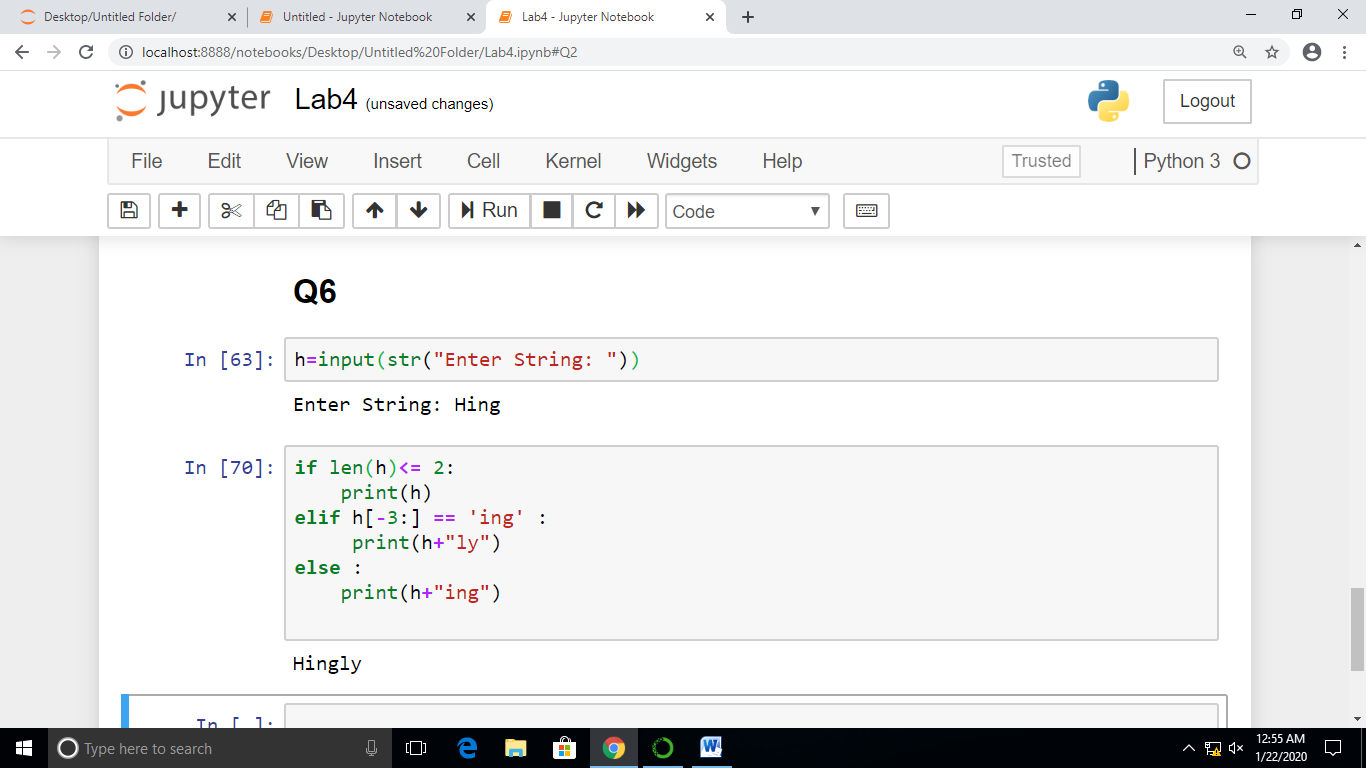 Desktop/Untitled Folder/
Untitled - Jupyter Notebook
Lab4 - Jupyter Notebook
localhost:8888/notebooks/Desktop/Untitled%20Folder/Lab4.ipynb#Q2
jupyter Lab4 (unsaved changes)
Logout
File Edit View Insert Cell Kernel Widgets Help Trusted Python 3
Run Code
Q6
In [63]: h=input(str("Enter String: "))
Enter String: Hing
In [70]: if len(h)<= 2:
    print(h)
elif h[-3:] == 'ing' :
     print(h+"ly")
else :
    print(h+"ing")
Hingly
In [ ]:
Type here to search
12:55 AM
1/22/2020